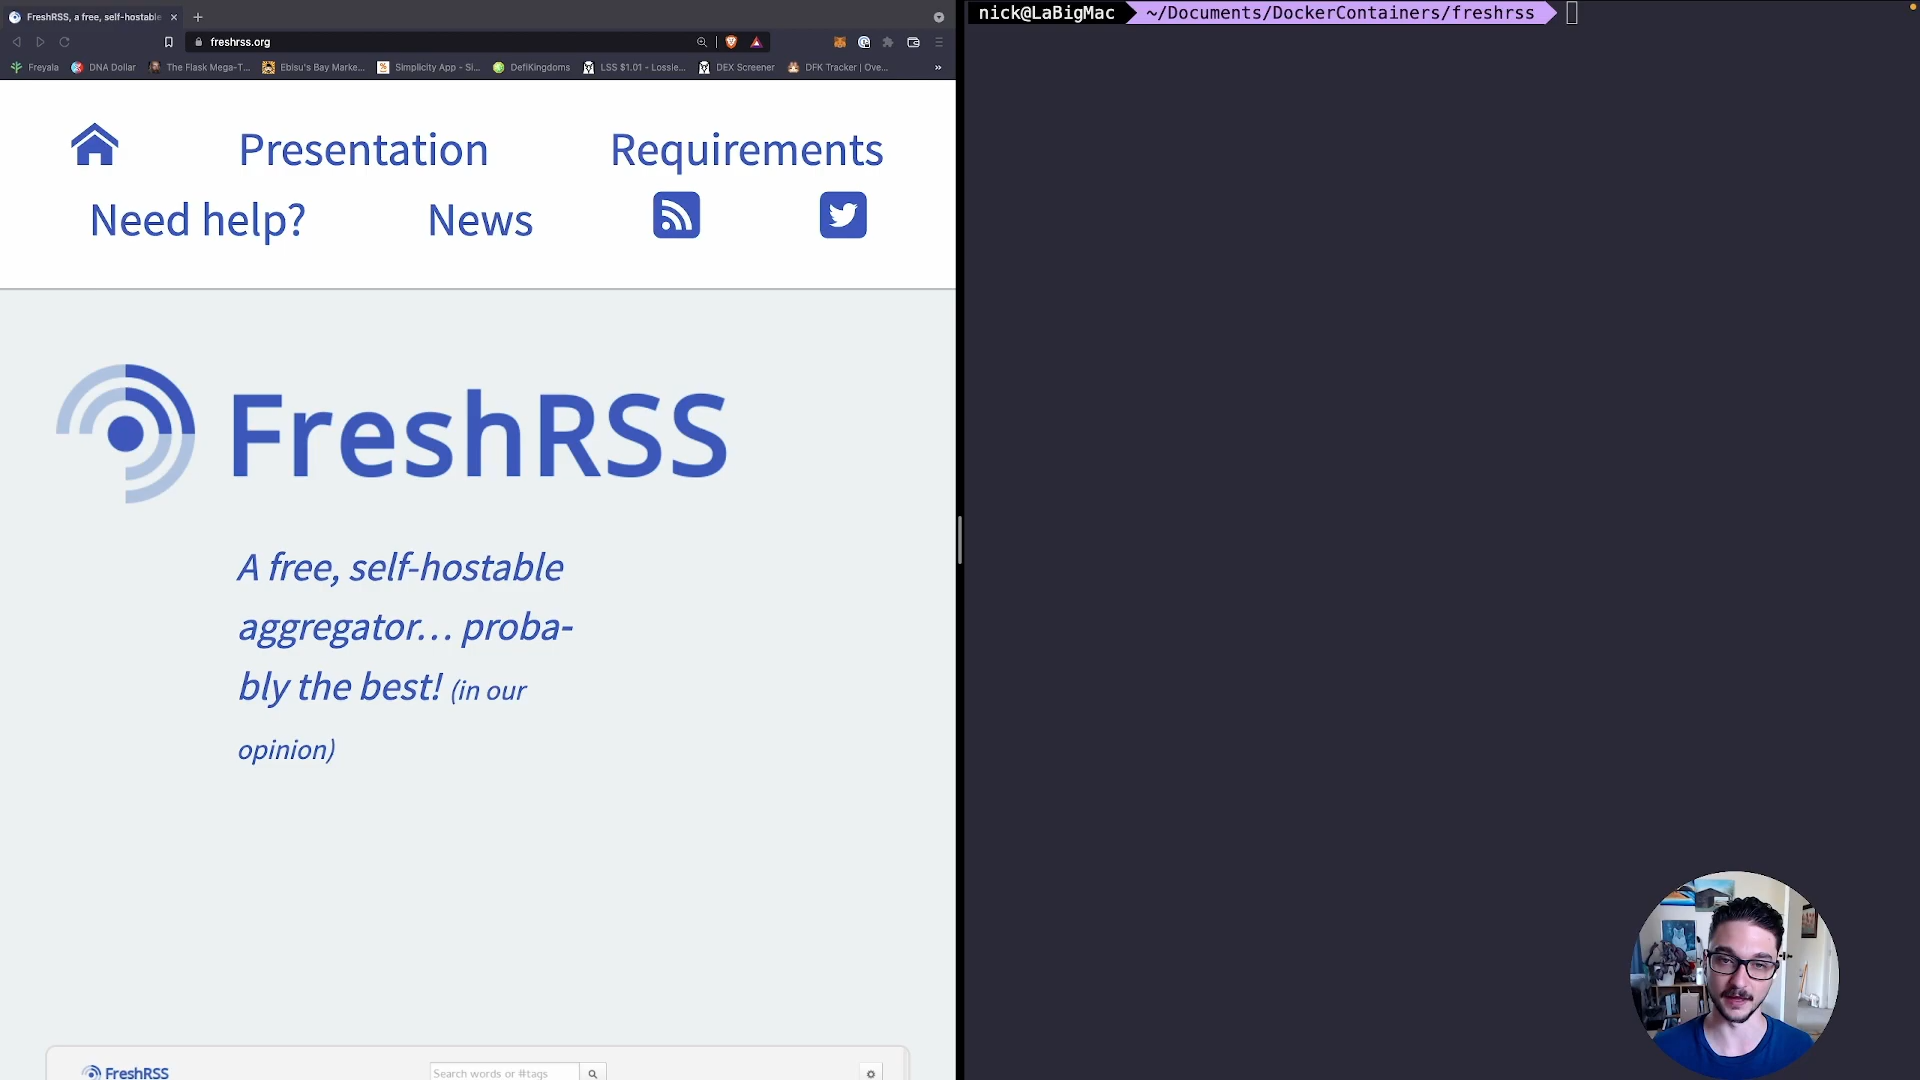 FreshRSS, a free, self-hostable
freshrss.org
Freyala
DNA Dollar
The Flask Mega-T...
Ebisu's Bay Marke...
Simplicity App - Si...
DefiKingdoms
LSS $1.01 - Lossle...
DEX Screener
DFK Tracker | Ove...
»
Presentation
Requirements
Need help?
News
FreshRSS
A free, self-hostable
aggregator... proba-
bly the best! (in our
opinion)
FreshRSS
Search words or #tags
nick@LaBigMac ~/Documents/DockerContainers/freshrss